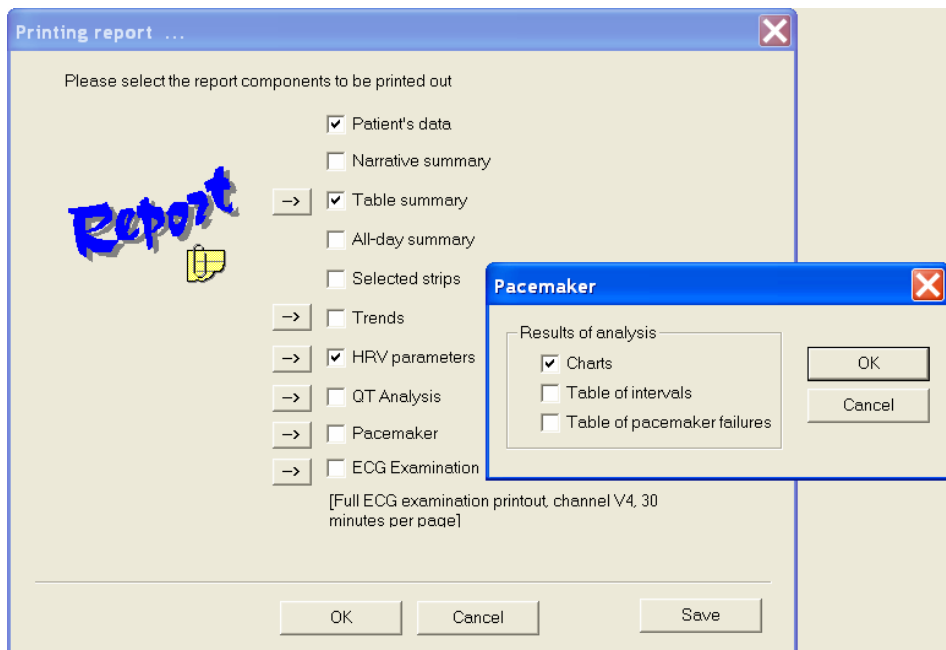 Printing report ...
Please select the report components to be printed out
Report
Patient's data
Narrative summary
Table summary
All-day summary
Selected strips
Trends
HRV parameters
QT Analysis
Pacemaker
ECG Examination
[Full ECG examination printout, channel V4, 30
minutes per page]
OK
Cancel
Save
Pacemaker
Results of analysis
Charts
Table of intervals
Table of pacemaker failures
OK
Cancel